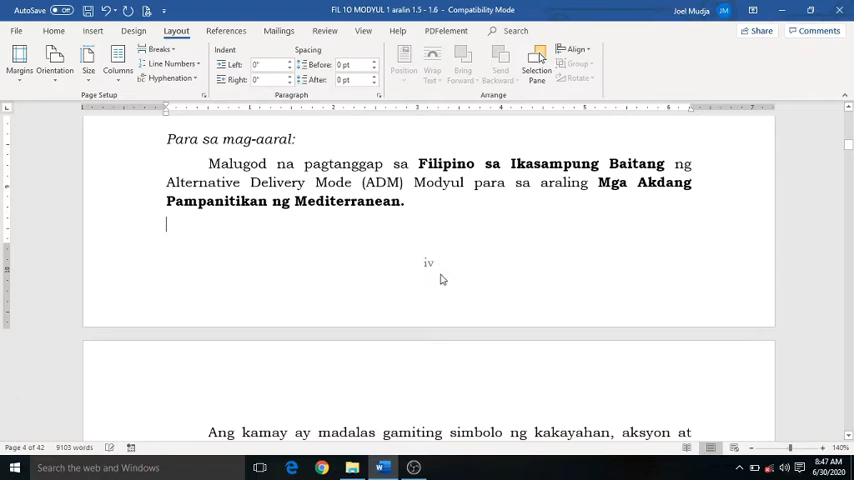 AutoSave Off
FIL 1O MODYUL 1 aralin 1.5 - 1.6 - Compatibility Mode
Joel Mudja JM
File Home Insert Design Layout References Mailings Review View Help PDFelement Search
Share Comments
Margins Orientation Size Columns
Breaks
Line Numbers
Hyphenation
Page Setup
Indent
Left: 0"
Right: 0"
Spacing
Before: 0 pt
After: 0 pt
Paragraph
Position Wrap Text Bring Forward Send Backward Selection Pane
Align
Group
Rotate
Arrange
Para sa mag-aaral:
Malugod na pagtanggap sa Filipino sa Ikasampung Baitang ng
Alternative Delivery Mode (ADM) Modyul para sa araling Mga Akdang
Pampanitikan ng Mediterranean.
iv
Ang kamay ay madalas gamiting simbolo ng kakayahan, aksyon at
Page 4 of 42 9103 words
140%
Search the web and Windows
8:47 AM
6/30/2020